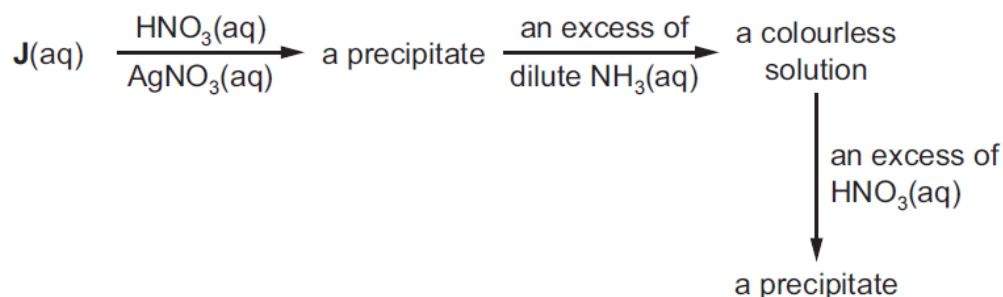 J(aq)
HNO₃(aq)
AgNO₃(aq)
a precipitate
an excess of
dilute NH₃(aq)
a colourless
solution
an excess of
HNO₃(aq)
a precipitate